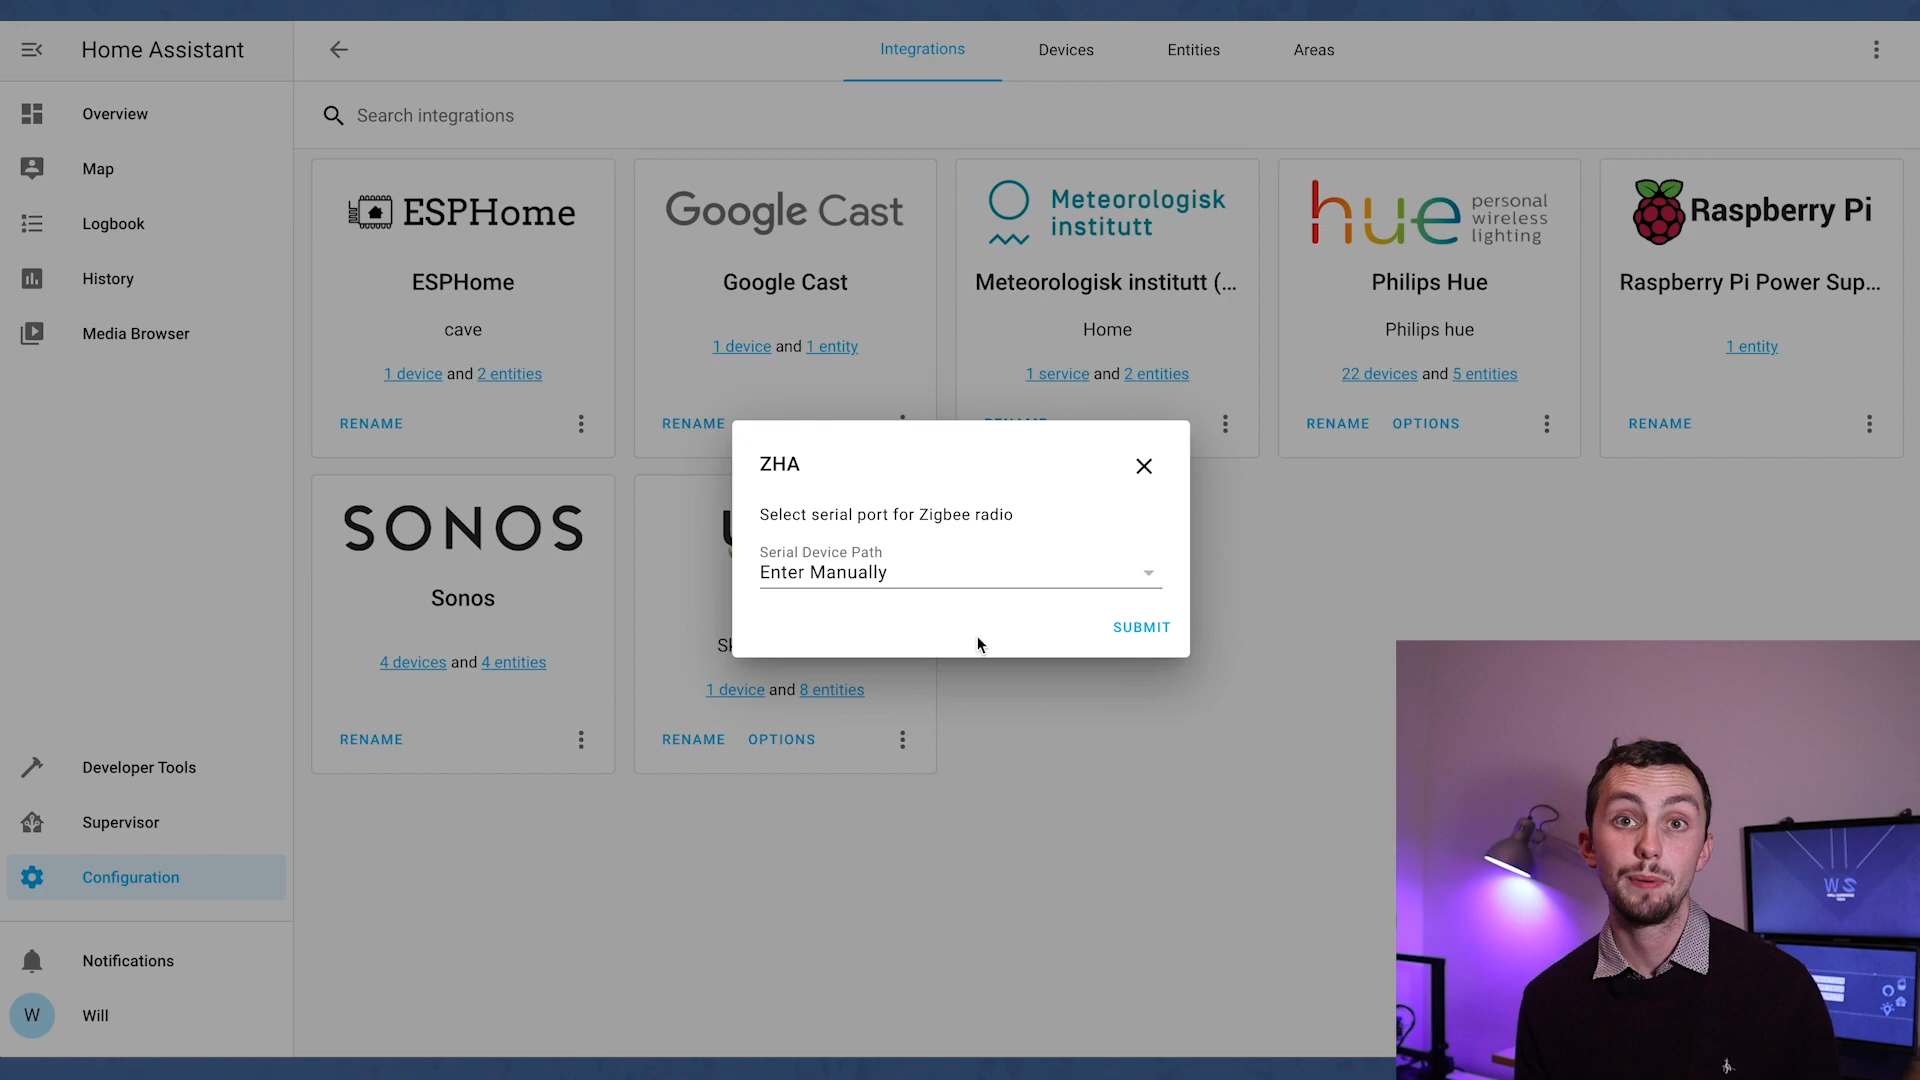 Home Assistant
Integrations
Devices
Entities
Areas
Overview
Map
Logbook
History
Media Browser
Developer Tools
Supervisor
Configuration
Notifications
W
Will
Search integrations
ESPHome
ESPHome
cave
1 device and 2 entities
RENAME
Google Cast
Google Cast
1 device and 1 entity
RENAME
Meteorologisk
institutt
Meteorologisk institutt (...
Home
1 service and 2 entities
hue personal
wireless
lighting
Philips Hue
Philips hue
22 devices and 5 entities
RENAME OPTIONS
Raspberry Pi
Raspberry Pi Power Sup...
1 entity
RENAME
SONOS
Sonos
4 devices and 4 entities
RENAME
1 device and 8 entities
RENAME OPTIONS
ZHA
Select serial port for Zigbee radio
Serial Device Path
Enter Manually
SUBMIT
WS